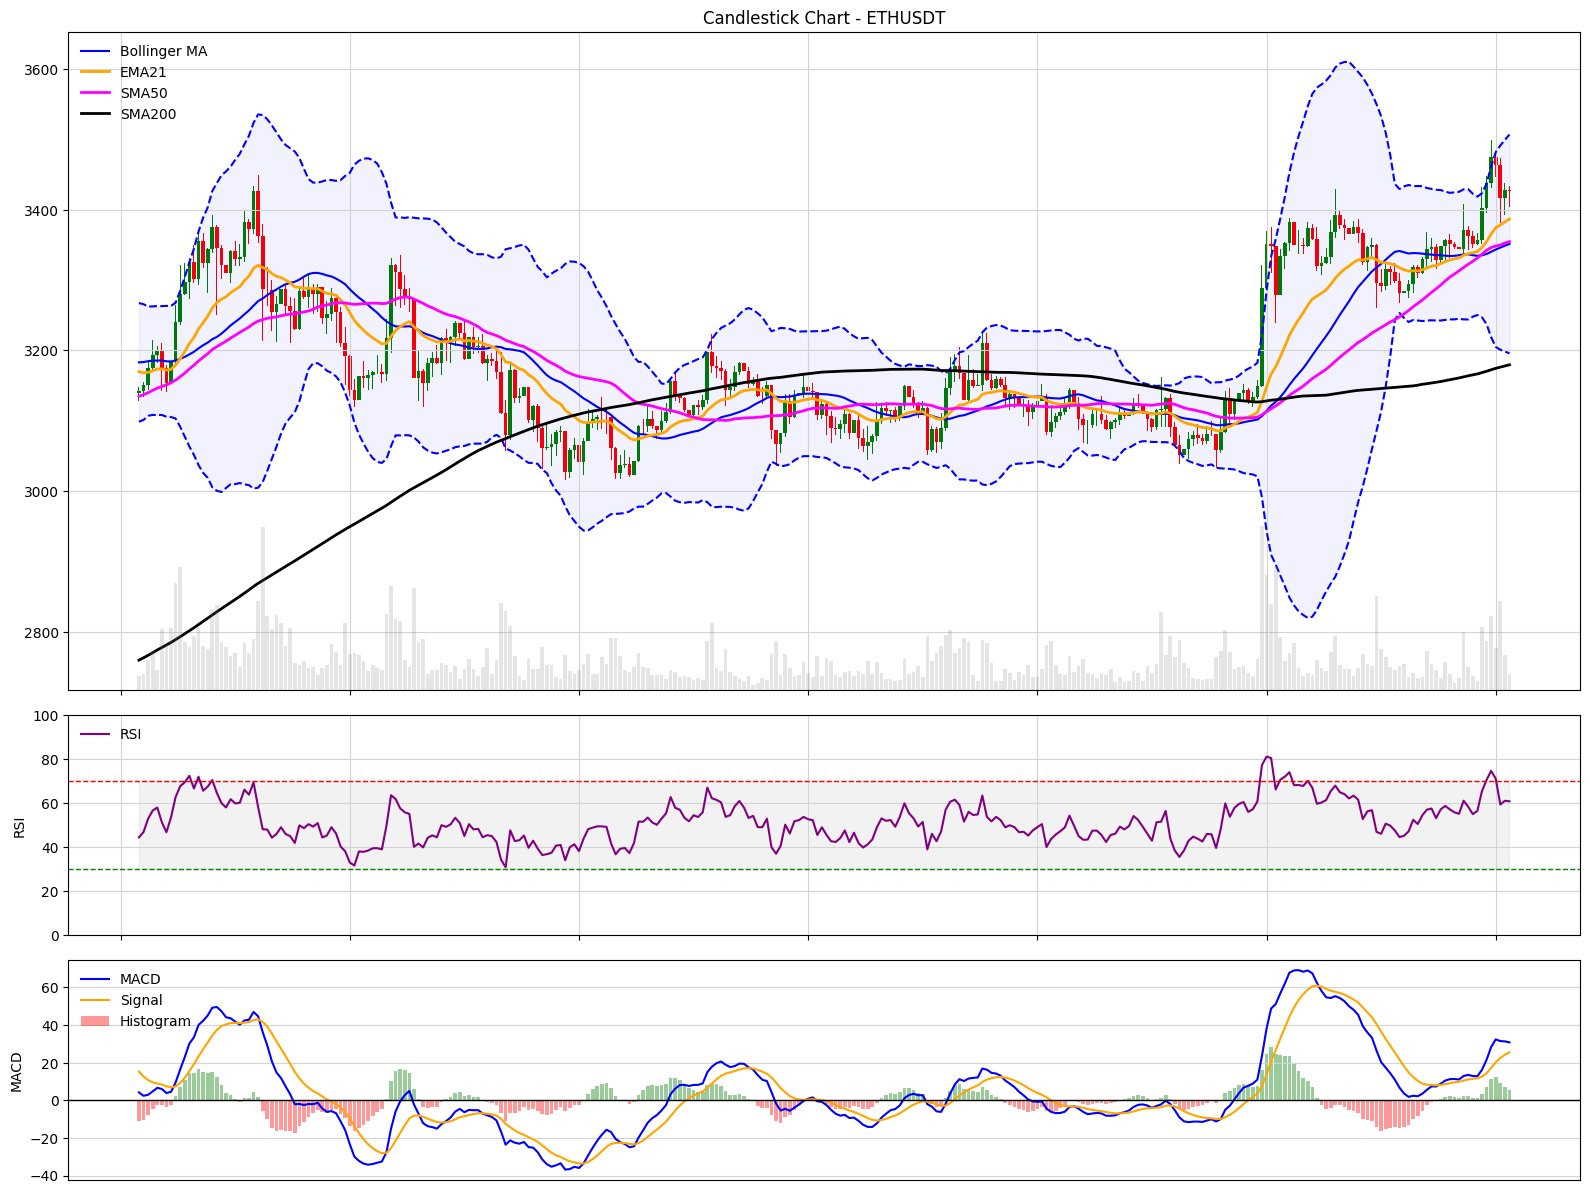 Candlestick Chart - ETHUSDT
Bollinger MA
EMA21
SMA50
SMA200
3600
3400
3200
3000
2800
RSI
100
80
60
40
20
0
RSI
MACD
Signal
Histogram
60
40
20
0
−20
−40
MACD